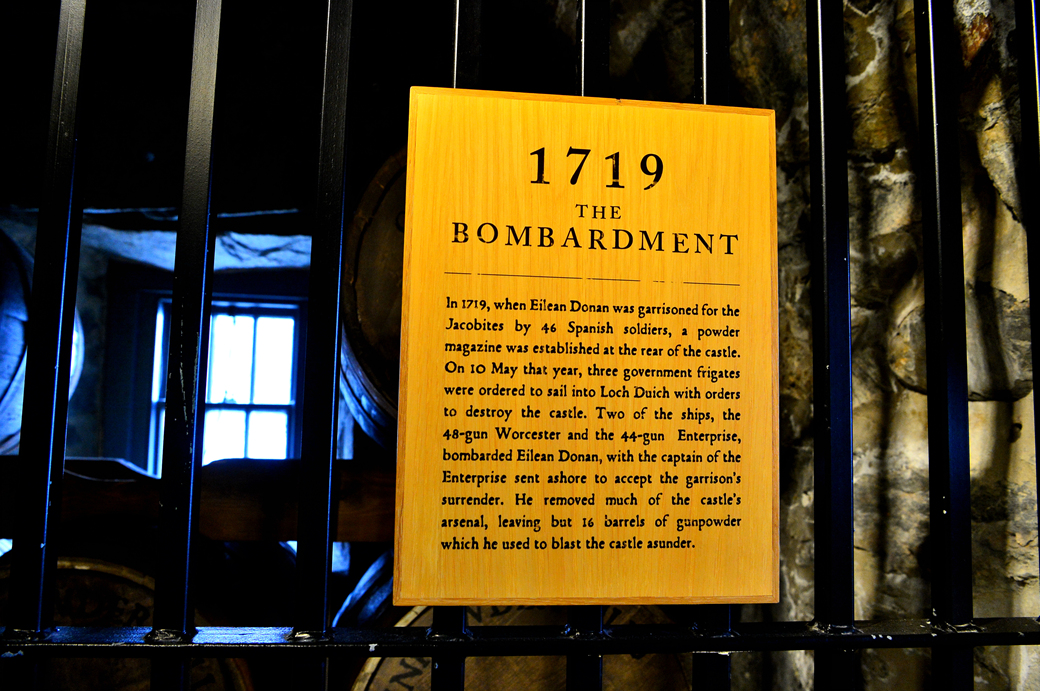 1719
THE
BOMBARDMENT
In 1719, when Eilean Donan was garrisoned for the
Jacobites by 46 Spanish soldiers, a powder
magazine was established at the rear of the castle.
On 10 May that year, three government frigates
were ordered to sail into Loch Duich with orders
to destroy the castle. Two of the ships, the
48-gun Worcester and the 44-gun Enterprise,
bombarded Eilean Donan, with the captain of the
Enterprise sent ashore to accept the garrison's
surrender. He removed much of the castle's
arsenal, leaving but 16 barrels of gunpowder
which he used to blast the castle asunder.